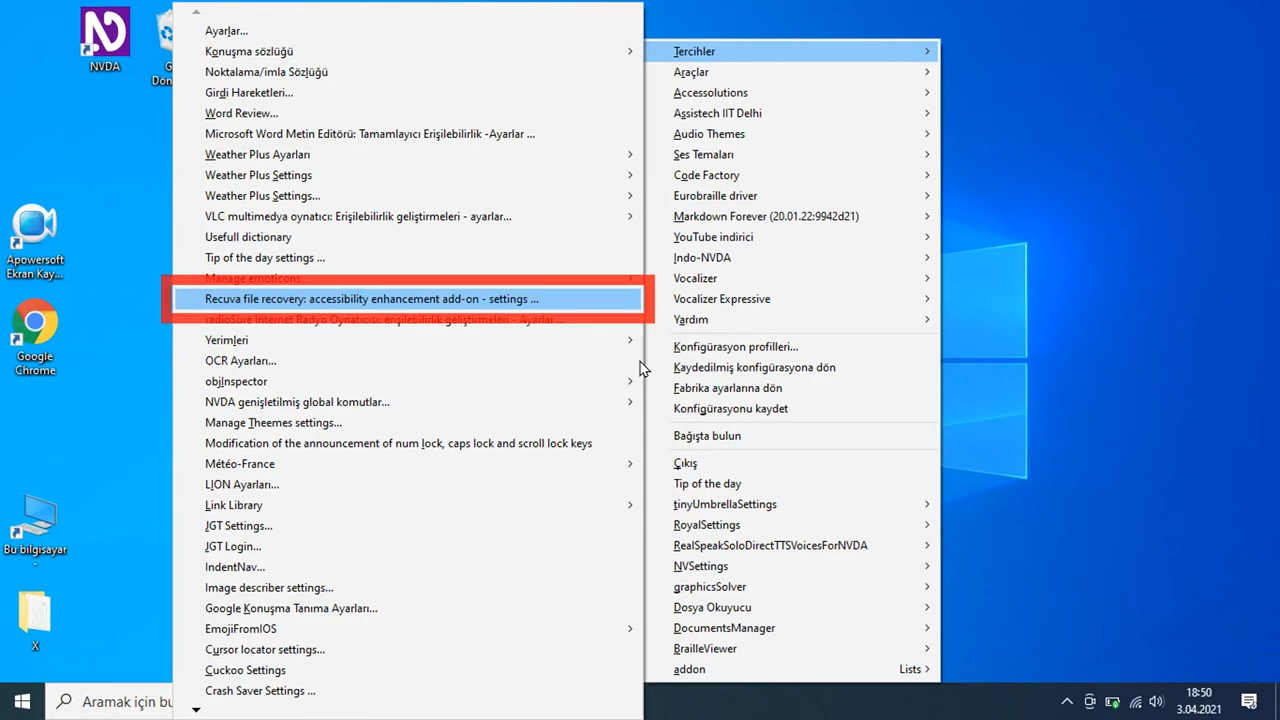 NVDA
G
Dön
Apowersoft
Ekran Kay...
Google
Chrome
Bu bilgisayar
X
Ayarlar...
Konuşma sözlüğü
Noktalama/imla Sözlüğü
Girdi Hareketleri...
Word Review...
Microsoft Word Metin Editörü: Tamamlayıcı Erişilebilirlik -Ayarlar ...
Weather Plus Ayarları
Weather Plus Settings
Weather Plus Settings...
VLC multimedya oynatıcı: Erişilebilirlik geliştirmeleri - ayarlar...
Usefull dictionary
Tip of the day settings ...
Manage emoticons
Recuva file recovery: accessibility enhancement add-on - settings ...
radioSure Internet Radyo Oynatıcısı: erişilebilirlik geliştirmeleri - Ayarlar ...
Yerimleri
OCR Ayarları...
objInspector
NVDA genişletilmiş global komutlar...
Manage Theemes settings...
Modification of the announcement of num lock, caps lock and scroll lock keys
Météo-France
LION Ayarları...
Link Library
JGT Settings...
JGT Login...
IndentNav...
Image describer settings...
Google Konuşma Tanıma Ayarları...
EmojiFromIOS
Cursor locator settings...
Cuckoo Settings
Crash Saver Settings ...
Tercihler
Araçlar
Accessolutions
Assistech IIT Delhi
Audio Themes
Ses Temaları
Code Factory
Eurobraille driver
Markdown Forever (20.01.22:9942d21)
YouTube indirici
Indo-NVDA
Vocalizer
Vocalizer Expressive
Yardım
Konfigürasyon profilleri...
Kaydedilmiş konfigürasyona dön
Fabrika ayarlarına dön
Konfigürasyonu kaydet
Bağışta bulun
Çıkış
Tip of the day
tinyUmbrellaSettings
RoyalSettings
RealSpeakSoloDirectTTSVoicesForNVDA
NVSettings
graphicsSolver
Dosya Okuyucu
DocumentsManager
BrailleViewer
addon Lists
Aramak için bu
18:50
3.04.2021